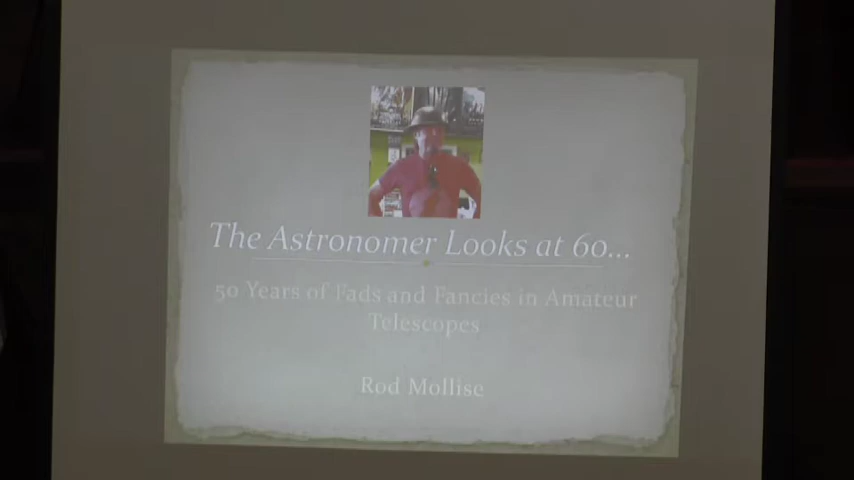 The Astronomer Looks at 60...
50 Years of Fads and Fancies in Amateur
Telescopes
Rod Mollise